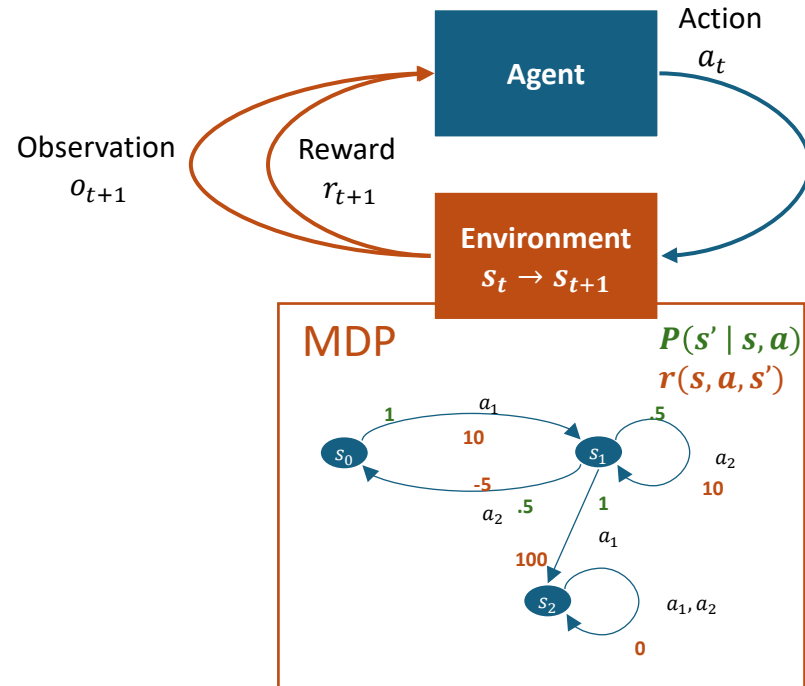 Action
a_t
Agent
Observation
o_{t+1}
Reward
r_{t+1}
Environment
s_t → s_{t+1}
MDP
P(s' | s, a)
r(s, a, s')
1
a_1
10
.5
s_0
s_1
a_2
10
-5
a_2
.5
1
a_1
100
s_2
a_1, a_2
0